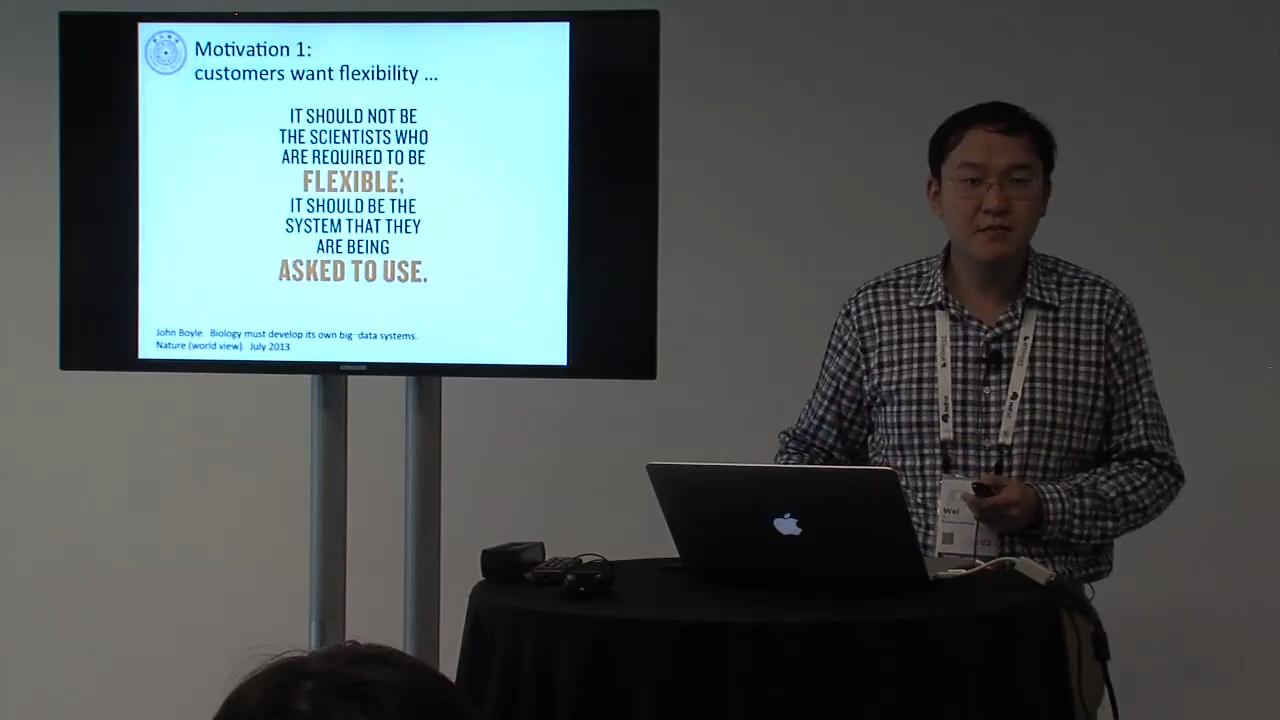 Motivation 1:
customers want flexibility ...
IT SHOULD NOT BE
THE SCIENTISTS WHO
ARE REQUIRED TO BE
FLEXIBLE;
IT SHOULD BE THE
SYSTEM THAT THEY
ARE BEING
ASKED TO USE.
John Boyle. Biology must develop its own big-data systems.
Nature (world view). July 2013
SAMSUNG
Wei